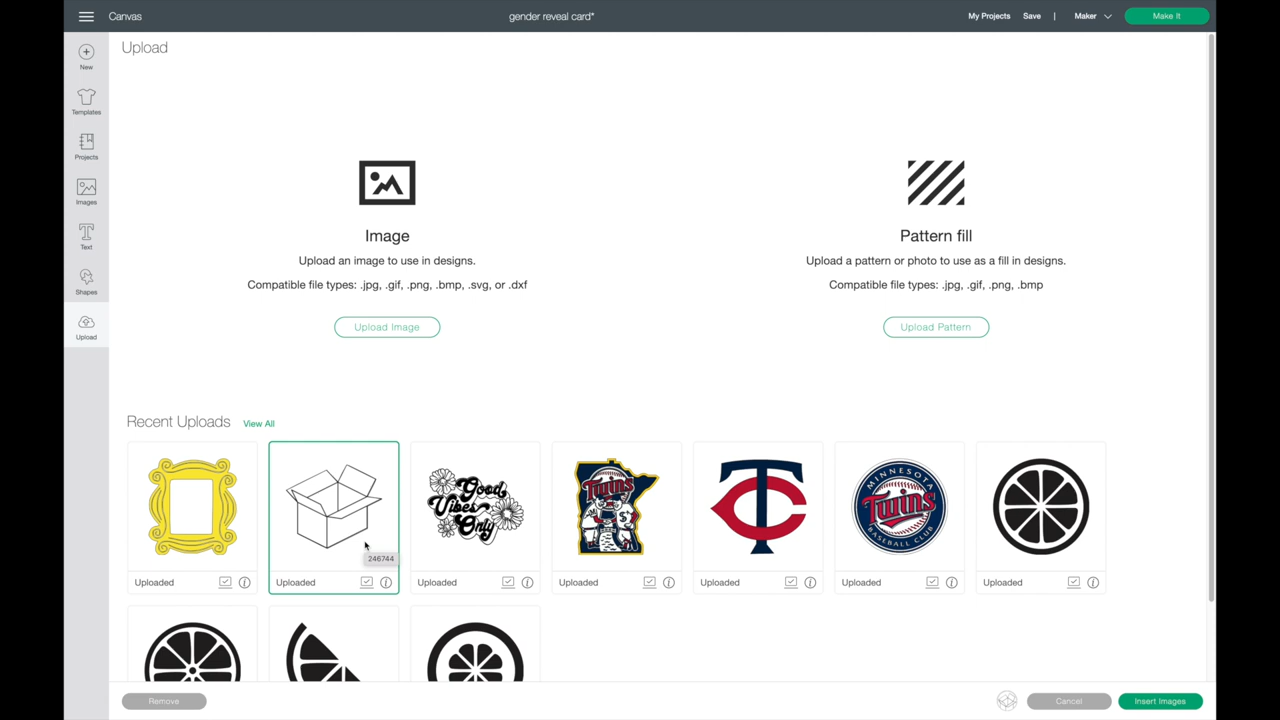 Canvas
gender reveal card*
My Projects
Save
|
Maker
Make It
New
Templates
Projects
Images
Text
Shapes
Upload
Upload
Image
Upload an image to use in designs.
Compatible file types: .jpg, .gif, .png, .bmp, .svg, or .dxf
Upload Image
Pattern fill
Upload a pattern or photo to use as a fill in designs.
Compatible file types: .jpg, .gif, .png, .bmp
Upload Pattern
Recent Uploads
View All
Good
Vibes
Only
Twins
TC
MINNESOTA
Twins
BASEBALL CLUB
246744
Uploaded
Uploaded
Uploaded
Uploaded
Uploaded
Uploaded
Uploaded
Remove
Cancel
Insert Images